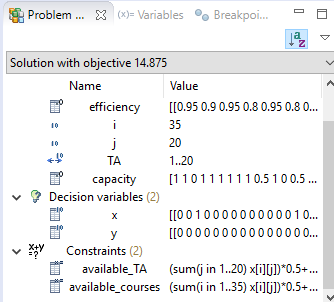 Problem ... (x)= Variables Breakpoi...
Solution with objective 14.875
Name Value
efficiency [[0.95 0.9 0.95 0.8 0.95 0.8 0...
i 35
j 20
TA 1..20
capacity [1 1 0 1 1 1 1 1 1 0.5 1 0 0.5 ...
Decision variables (2)
x [[0 0 1 0 0 0 0 0 0 0 0 0 1 0...
y [[0 0 0 0 0 0 0 0 0 0 0 0 0 0...
Constraints (2)
available_TA (sum(j in 1..20) x[i][j])*0.5+...
available_courses (sum(i in 1..35) x[i][j])*0.5+...